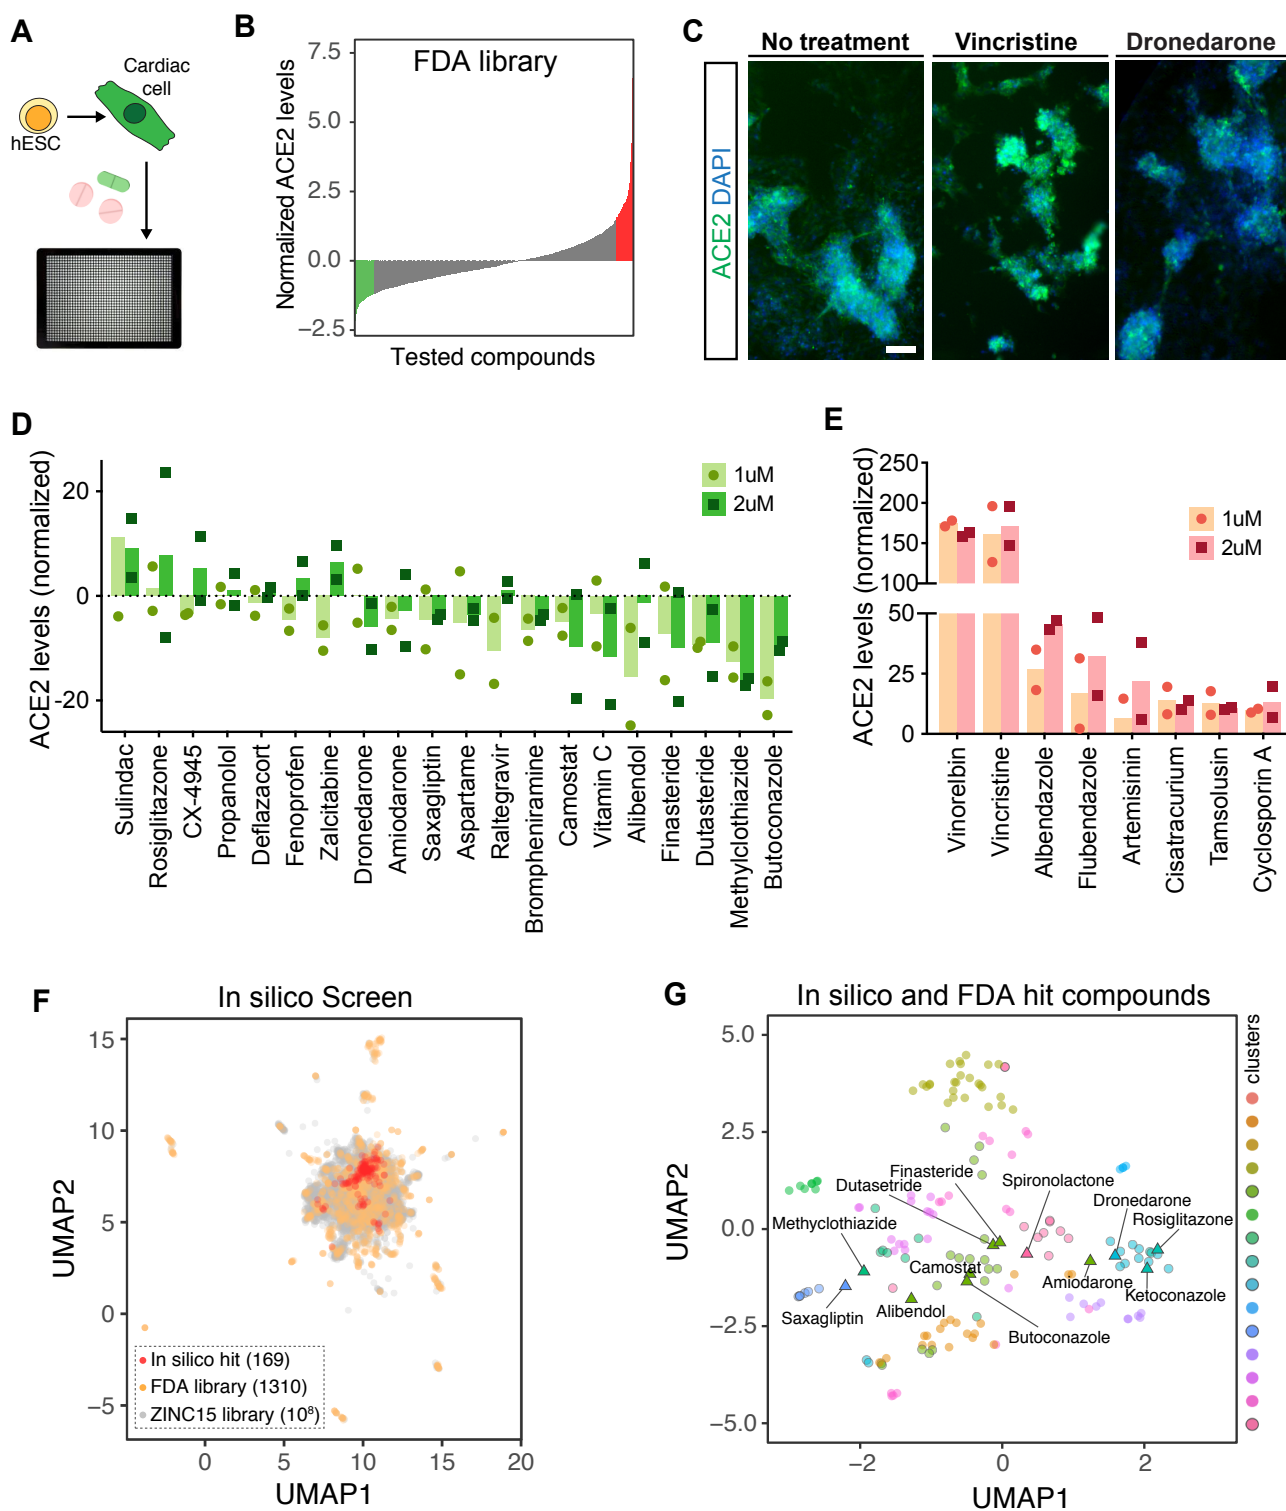 A
Cardiac
cell
hESC
B
FDA library
Normalized ACE2 levels
7.5
5.0
2.5
0.0
−2.5
Tested compounds
C
No treatment
Vincristine
Dronedarone
ACE2 DAPI
D
ACE2 levels (normalized)
20
0
-20
1uM
2uM
Sulindac
Rosiglitazone
CX-4945
Propanolol
Deflazacort
Fenoprofen
Zalcitabine
Dronedarone
Amiodarone
Saxagliptin
Aspartame
Raltegravir
Brompheniramine
Camostat
Vitamin C
Alibendol
Finasteride
Dutasteride
Methylclothiazide
Butoconazole
E
ACE2 levels (normalized)
250
200
150
100
50
25
0
1uM
2uM
Vinorelbin
Vincristine
Albendazole
Flubendazole
Artemisinin
Cisatracurium
Tamsolusin
Cyclosporin A
F
In silico Screen
UMAP2
15
10
5
0
−5
In silico hit (169)
FDA library (1310)
ZINC15 library (10⁸)
0
5
10
15
20
UMAP1
G
In silico and FDA hit compounds
UMAP2
5.0
2.5
0.0
−2.5
−5.0
Finasteride
Dutasetride
Spironolactone
Dronedarone
Rosiglitazone
Methyclothiazide
Camostat
Amiodarone
Ketoconazole
Saxagliptin
Alibendol
Butoconazole
−2
0
2
UMAP1
clusters